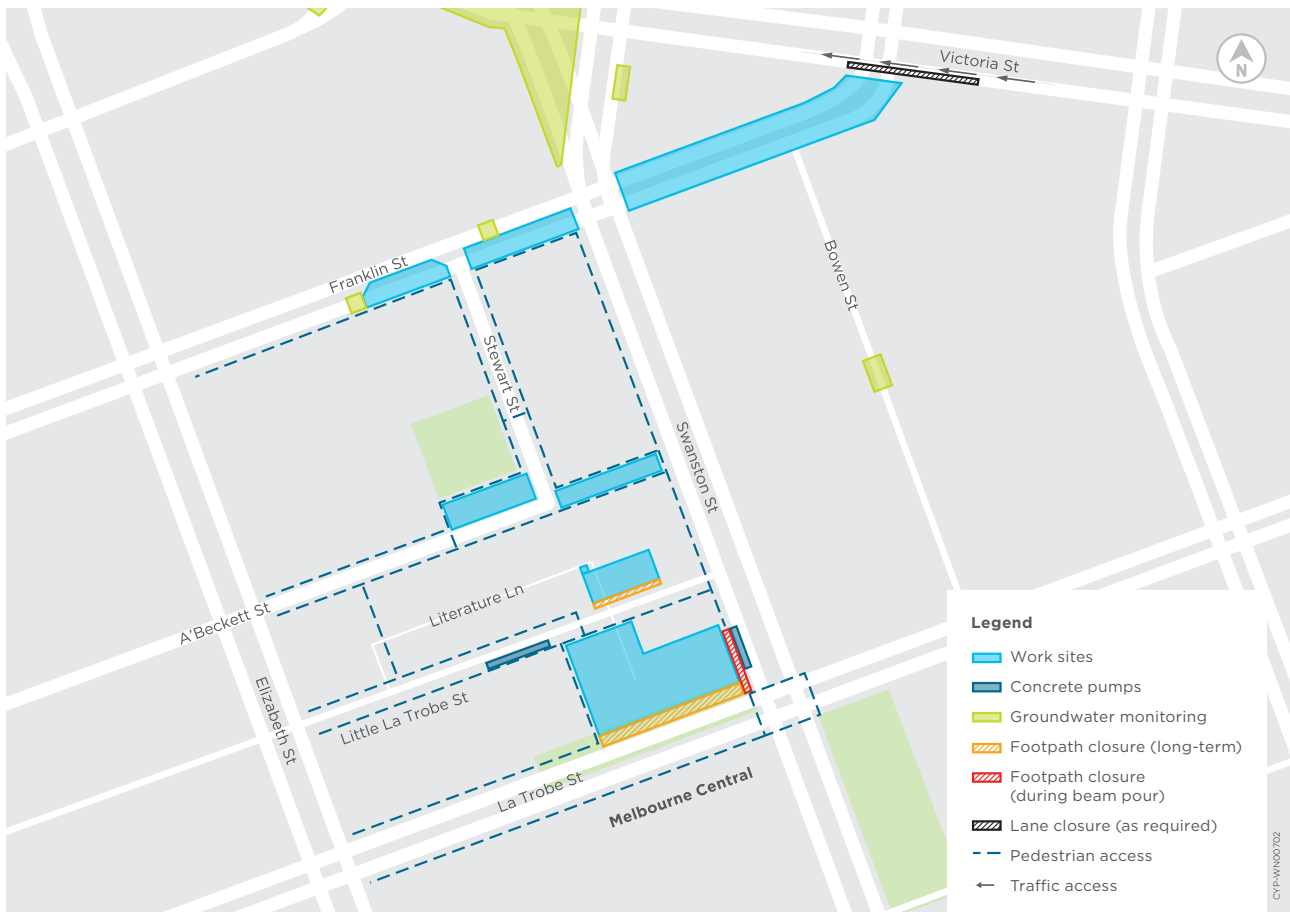 Victoria St
N
Franklin St
Bowen St
Stewart St
Swanston St
Literature Ln
A'Beckett St
Elizabeth St
Little La Trobe St
La Trobe St
Melbourne Central
Legend
Work sites
Concrete pumps
Groundwater monitoring
Footpath closure (long-term)
Footpath closure
(during beam pour)
Lane closure (as required)
Pedestrian access
Traffic access
CYP-WN00702